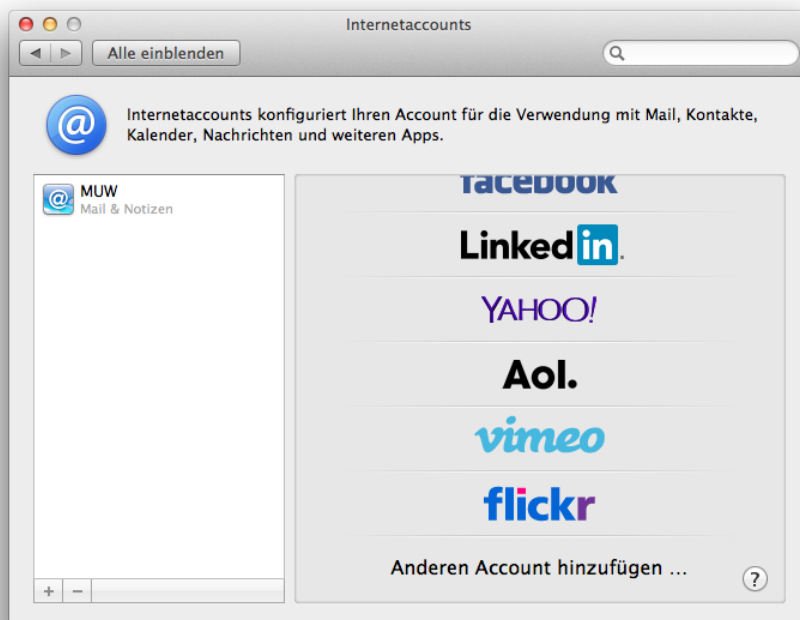 Internetaccounts
Alle einblenden
Internetaccounts konfiguriert Ihren Account für die Verwendung mit Mail, Kontakte,
Kalender, Nachrichten und weiteren Apps.
MUW
Mail & Notizen
facebook
Linkedin.
YAHOO!
Aol.
vimeo
flickr
Anderen Account hinzufügen ...
?